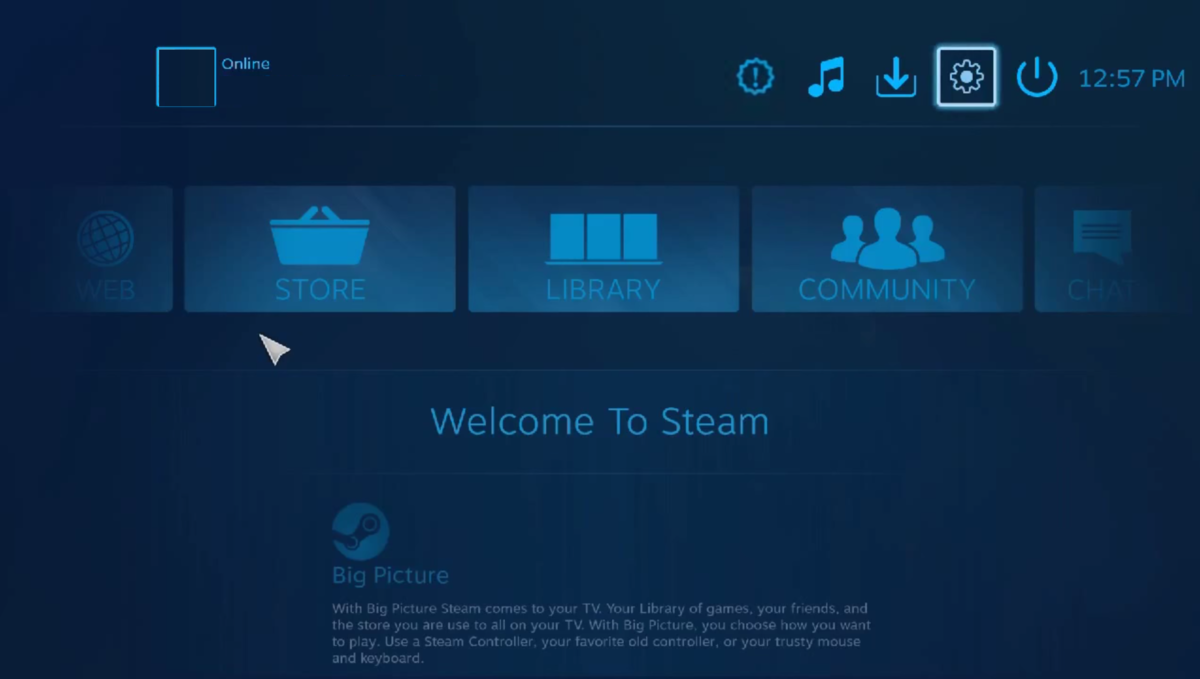 Online
12:57 PM
WEB
STORE
LIBRARY
COMMUNITY
CHAT
Welcome To Steam
Big Picture
With Big Picture Steam comes to your TV. Your Library of games, your friends, and
the store you are use to all on your TV. With Big Picture, you choose how you want
to play. Use a Steam Controller, your favorite old controller, or your trusty mouse
and keyboard.